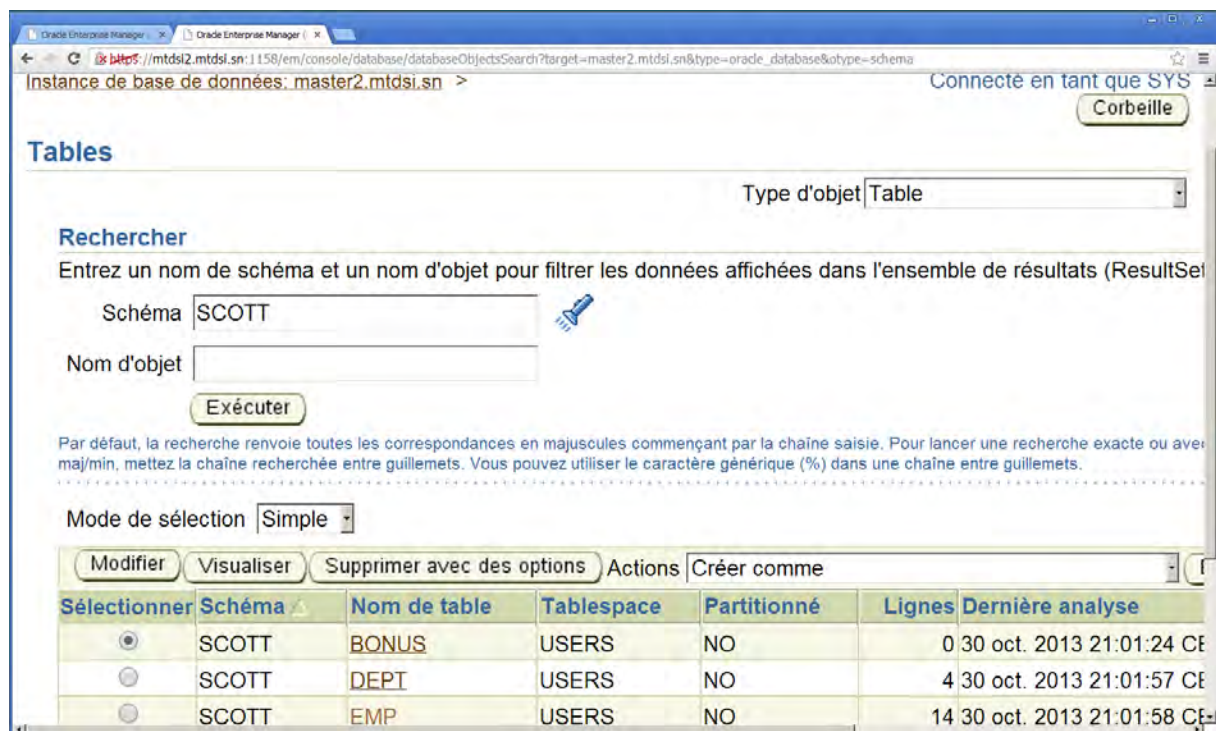 Oracle Enterprise Manager ( × Oracle Enterprise Manager ( ×
https://mtdsi2.mtdsi.sn:1158/em/console/database/databaseObjectsSearch?target=master2.mtdsi.sn&type=oracle_database&otype=schema
Instance de base de données: master2.mtdsi.sn > Connecté en tant que SYS
Corbeille
Tables
Type d'objet Table
Rechercher
Entrez un nom de schéma et un nom d'objet pour filtrer les données affichées dans l'ensemble de résultats (ResultSet
Schéma SCOTT
Nom d'objet
Exécuter
Par défaut, la recherche renvoie toutes les correspondances en majuscules commençant par la chaîne saisie. Pour lancer une recherche exacte ou avec
maj/min, mettez la chaîne recherchée entre guillemets. Vous pouvez utiliser le caractère générique (%) dans une chaîne entre guillemets.
Mode de sélection Simple
Modifier Visualiser Supprimer avec des options Actions Créer comme
Sélectionner Schéma Nom de table Tablespace Partitionné Lignes Dernière analyse
SCOTT BONUS USERS NO 0 30 oct. 2013 21:01:24 CE
SCOTT DEPT USERS NO 4 30 oct. 2013 21:01:57 CE
SCOTT EMP USERS NO 14 30 oct. 2013 21:01:58 CE